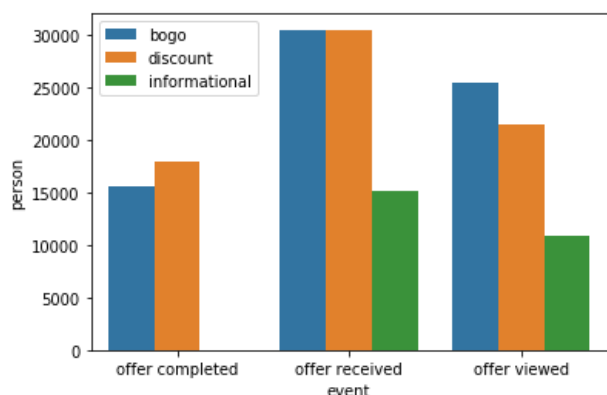 bogo
discount
informational
30000
25000
20000
15000
10000
5000
0
person
offer completed
offer received
offer viewed
event